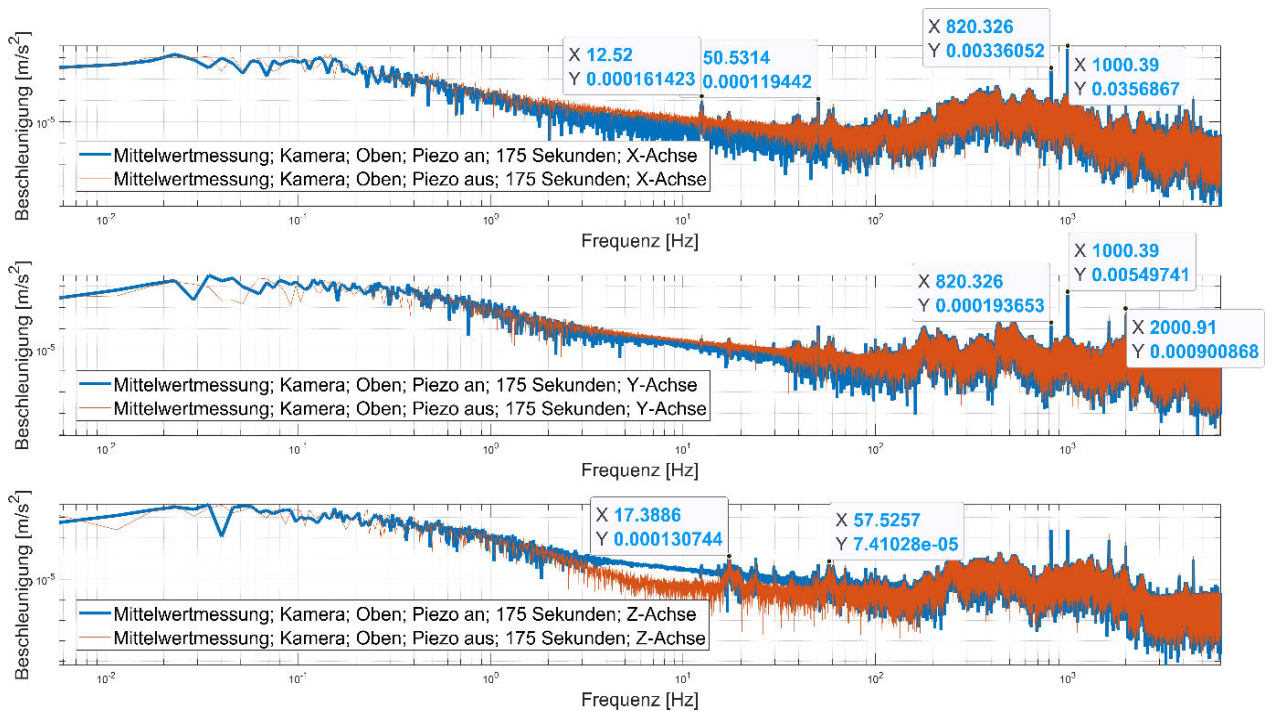 Beschleunigung [m/s²]
X 12.52
Y 0.000161423
50.5314
0.000119442
X 820.326
Y 0.00336052
X 1000.39
Y 0.0356867
10⁻⁵
Mittelwertmessung; Kamera; Oben; Piezo an; 175 Sekunden; X-Achse
Mittelwertmessung; Kamera; Oben; Piezo aus; 175 Sekunden; X-Achse
10⁻² 10⁻¹ 10⁰ 10¹ 10² 10³
Frequenz [Hz]
Beschleunigung [m/s²]
X 820.326
Y 0.000193653
X 1000.39
Y 0.00549741
X 2000.91
Y 0.000900868
10⁻⁵
Mittelwertmessung; Kamera; Oben; Piezo an; 175 Sekunden; Y-Achse
Mittelwertmessung; Kamera; Oben; Piezo aus; 175 Sekunden; Y-Achse
10⁻² 10⁻¹ 10⁰ 10¹ 10² 10³
Frequenz [Hz]
Beschleunigung [m/s²]
X 17.3886
Y 0.000130744
X 57.5257
Y 7.41028e-05
10⁻⁵
Mittelwertmessung; Kamera; Oben; Piezo an; 175 Sekunden; Z-Achse
Mittelwertmessung; Kamera; Oben; Piezo aus; 175 Sekunden; Z-Achse
10⁻² 10⁻¹ 10⁰ 10¹ 10² 10³
Frequenz [Hz]